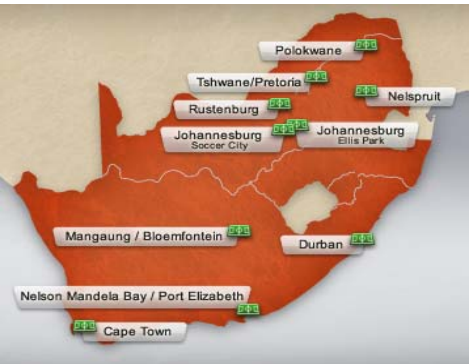 Polokwane
Tshwane/Pretoria
Nelspruit
Rustenburg
Johannesburg
Soccer City
Johannesburg
Ellis Park
Mangaung / Bloemfontein
Durban
Nelson Mandela Bay / Port Elizabeth
Cape Town